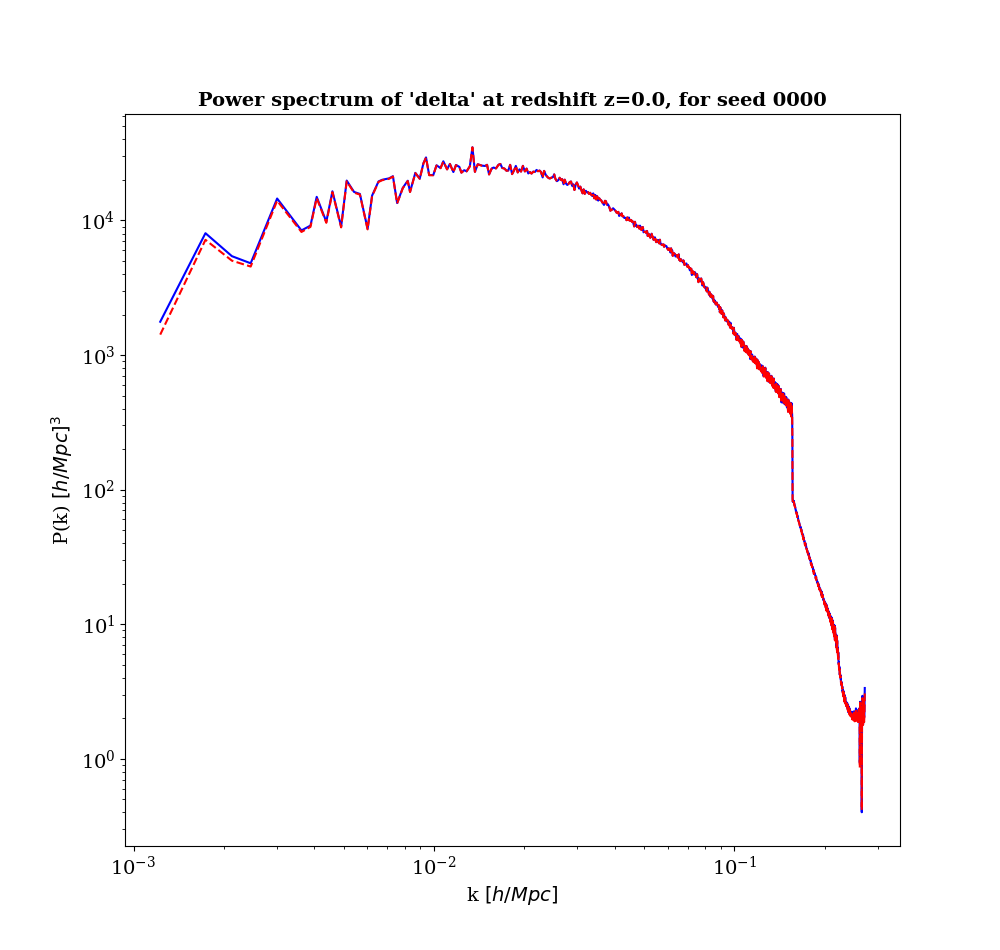 Power spectrum of 'delta' at redshift z=0.0, for seed 0000
P(k) [h/Mpc]³
10⁴
10³
10²
10¹
10⁰
10⁻³ 10⁻² 10⁻¹
k [h/Mpc]